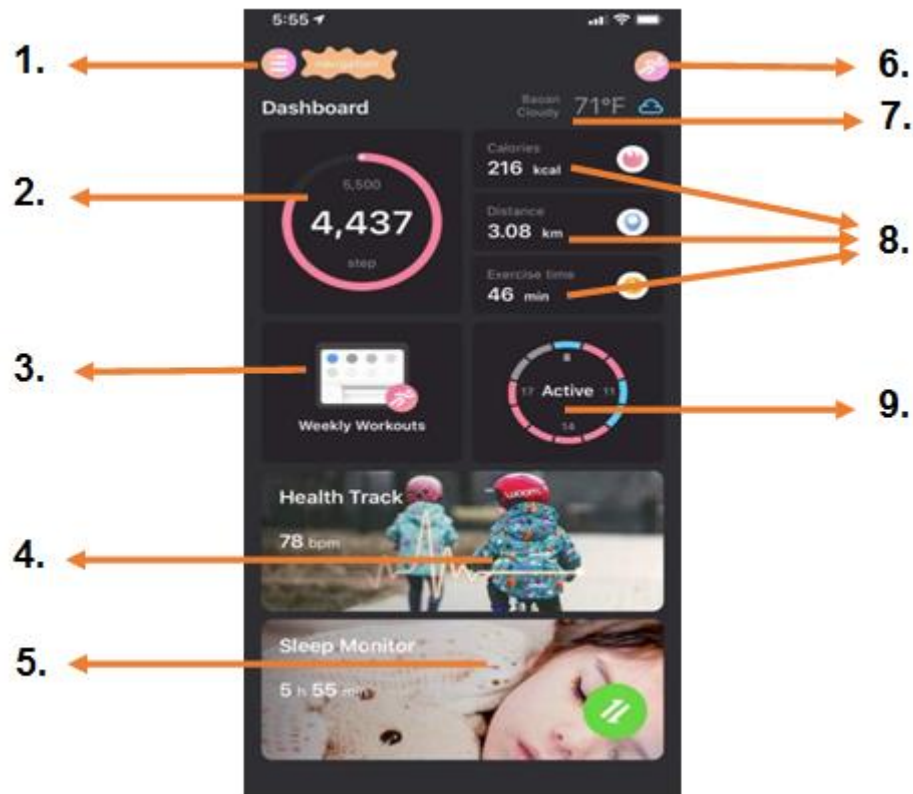 5:55
1.
navigation
6.
Dashboard
Baoan
Cloudy
71°F
7.
2.
5,500
4,437
step
Calories
216 kcal
Distance
3.08 km
Exercise time
46 min
8.
3.
Weekly Workouts
8
17 Active 11
14
9.
Health Track
78 bpm
4.
woom
5.
Sleep Monitor
5 h 55 min